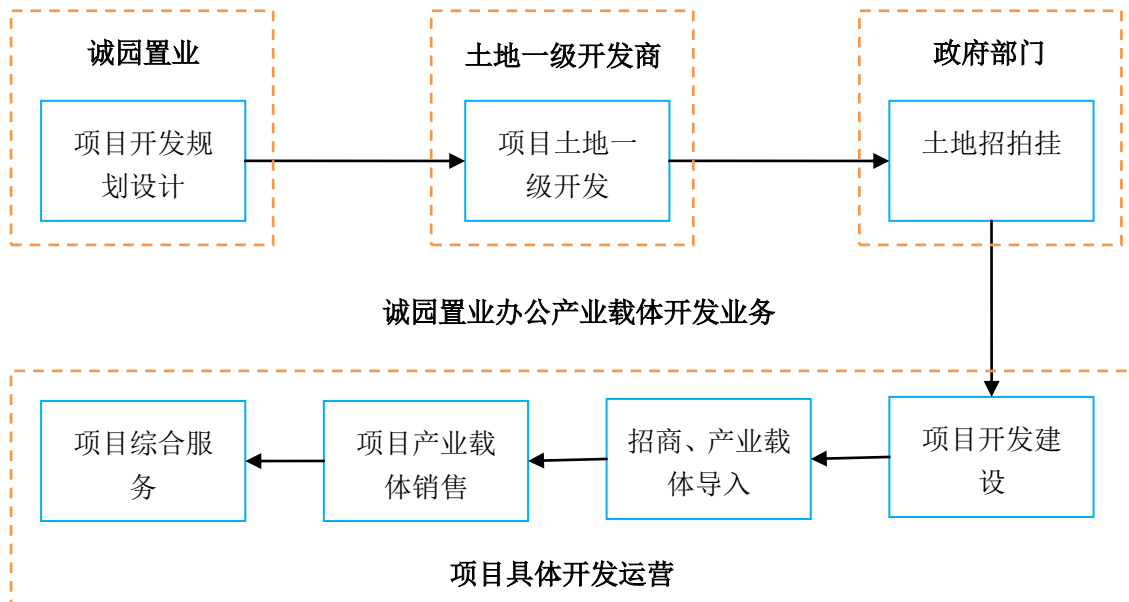 诚园置业
土地一级开发商
政府部门
项目开发规
划设计
项目土地一
级开发
土地招拍挂
诚园置业办公产业载体开发业务
项目综合服
务
项目产业载
体销售
招商、产业载
体导入
项目开发建
设
项目具体开发运营